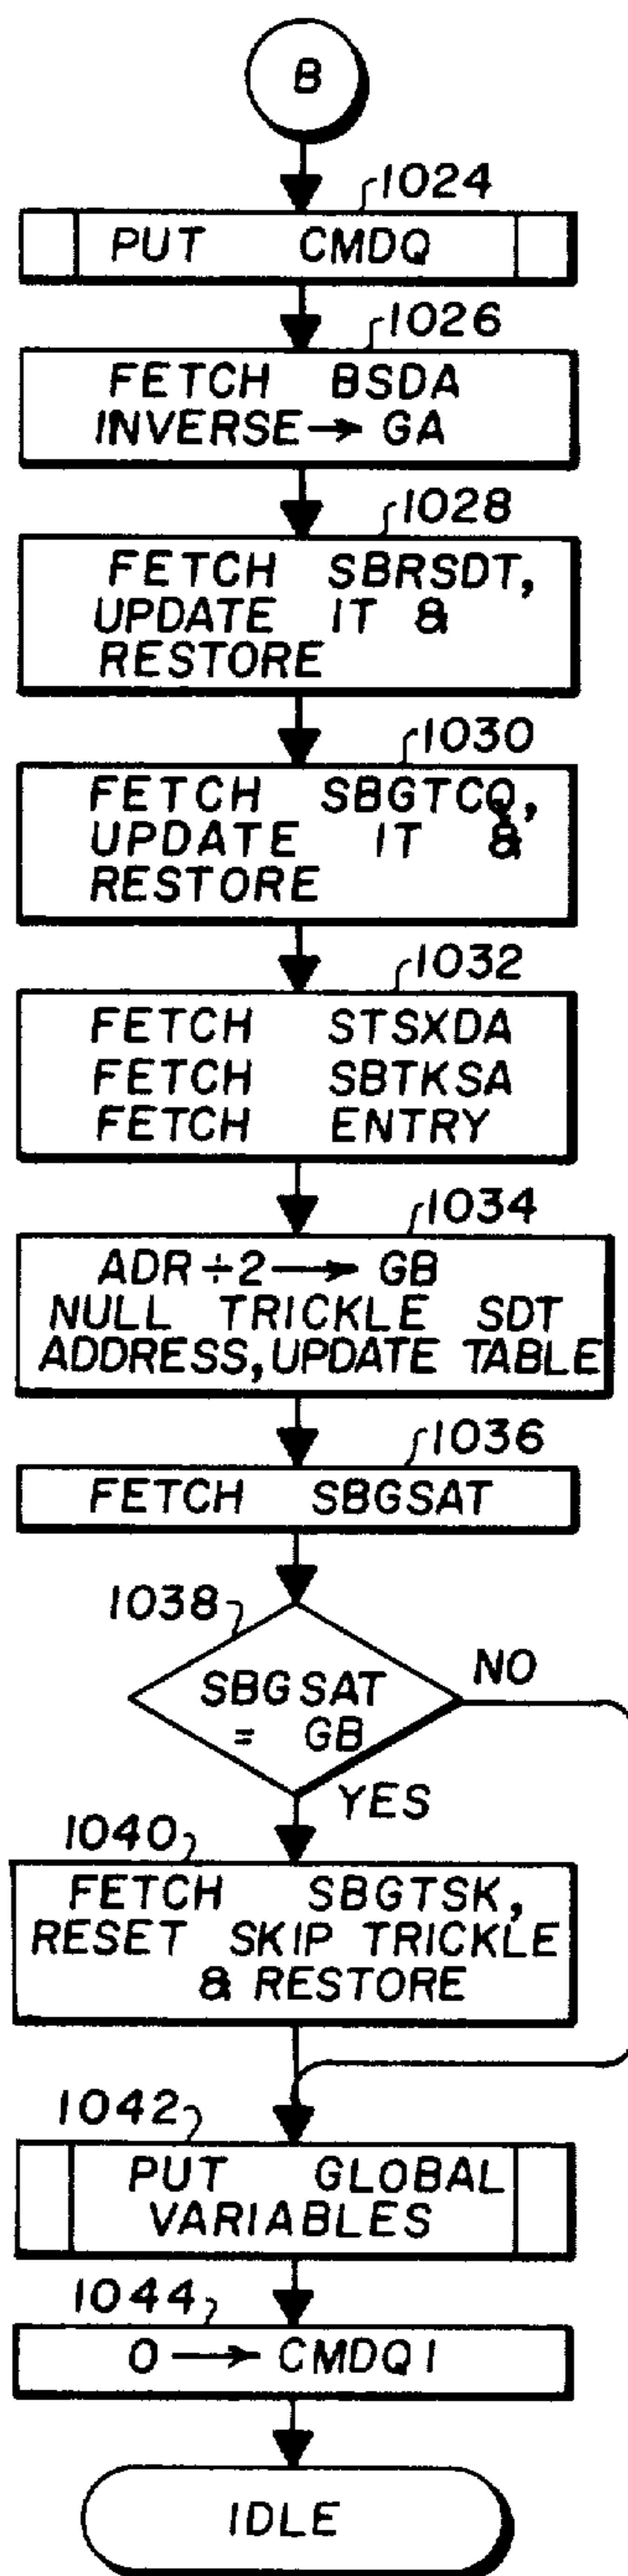 B
1024
PUT CMDQ
1026
FETCH BSDA
INVERSE → GA
1028
FETCH SBRSDT,
UPDATE IT &
RESTORE
1030
FETCH SBGTCQ,
UPDATE IT &
RESTORE
1032
FETCH STSXDA
FETCH SBTKSA
FETCH ENTRY
1034
ADR ÷ 2 → GB
NULL TRICKLE SDT
ADDRESS, UPDATE TABLE
1036
FETCH SBGSAT
1038
SBGSAT
= GB
NO
YES
1040
FETCH SBGTSK,
RESET SKIP TRICKLE
& RESTORE
1042
PUT GLOBAL
VARIABLES
1044
0 → CMDQ1
IDLE